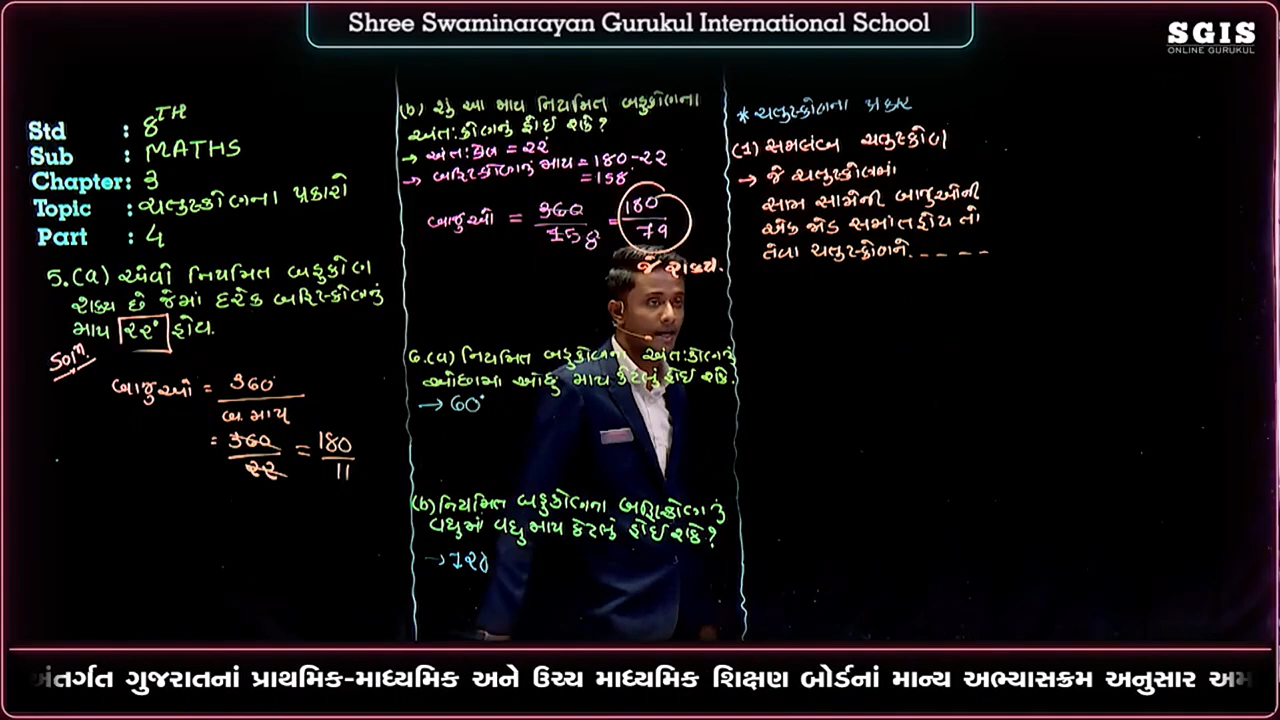 Shree Swaminarayan Gurukul International School
SGIS
ONLINE GURUKUL
Std : 8TH
Sub : MATHS
Chapter: 3
Topic : ચતુષ્કોણના પ્રકારો
Part : 4
5.(a) એવો નિયમિત બહુકોણ
શક્ય છે જેમાં દરેક બહિષ્કોણનું
માપ ૨૨° હોય.
Soln.
બાજુઓ = 360°
બ. માપ
= 360 = 180
૨૨ 11
(b) શું આ માપ નિયમિત બહુકોણના
અંત:કોણનું હોઈ શકે?
→ અંત:કોણ = ૨૨
→ બહિષ્કોણનું માપ = 180-22
= 158
બાજુઓ = 360 = 180
158 79
જે શક્ય.
6.(a) નિયમિત બહુકોણના અંત:કોણનું
ઓછામાં ઓછું માપ કેટલું હોઈ શકે.
→ 60°
(b) નિયમિત બહુકોણના બહિષ્કોણનું
વધુમાં વધુ માપ કેટલું હોઈ શકે?
→ 120
* ચતુષ્કોણના પ્રકાર
(1) સમલંબ ચતુષ્કોણ
→ જે ચતુષ્કોણમાં
સામ સામેની બાજુઓની
એક જોડ સમાંતર હોય તો
તેવા ચતુષ્કોણને - - - -
અંતર્ગત ગુજરાતનાં પ્રાથમિક-માધ્યમિક અને ઉચ્ચ માધ્યમિક શિક્ષણ બોર્ડનાં માન્ય અભ્યાસક્રમ અનુસાર